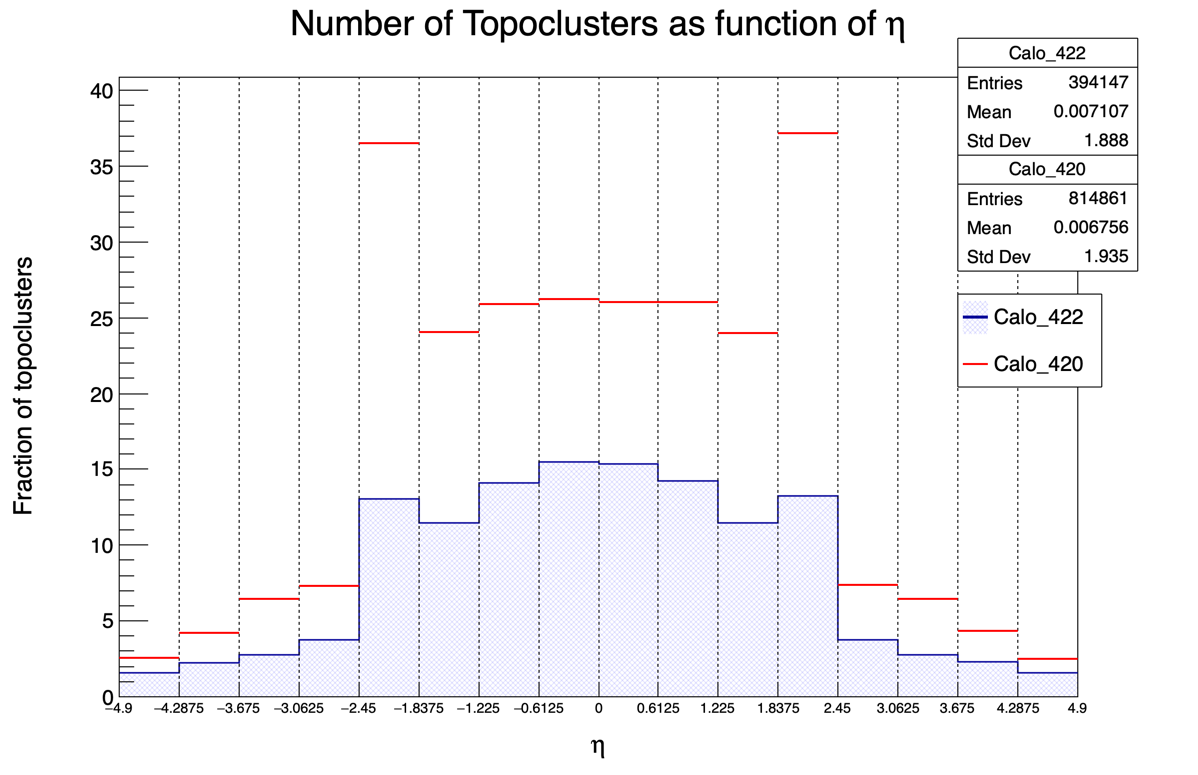 Number of Topoclusters as function of η
Calo_422
Entries 394147
Mean 0.007107
Std Dev 1.888
Calo_420
Entries 814861
Mean 0.006756
Std Dev 1.935
Calo_422
Calo_420
Fraction of topoclusters
40
35
30
25
20
15
10
5
0
−4.9 −4.2875 −3.675 −3.0625 −2.45 −1.8375 −1.225 −0.6125 0 0.6125 1.225 1.8375 2.45 3.0625 3.675 4.2875 4.9
η